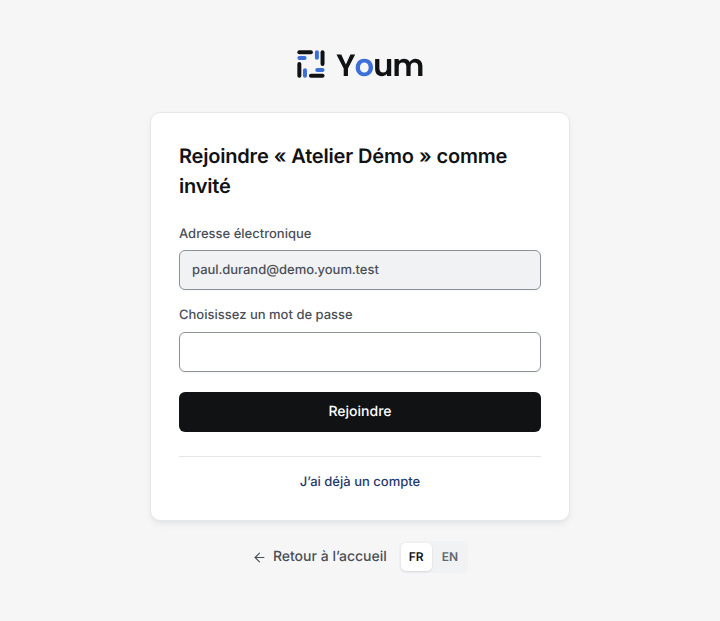 Youm
Rejoindre « Atelier Démo » comme
invité
Adresse électronique
paul.durand@demo.youm.test
Choisissez un mot de passe
Rejoindre
J’ai déjà un compte
← Retour à l’accueil FR EN